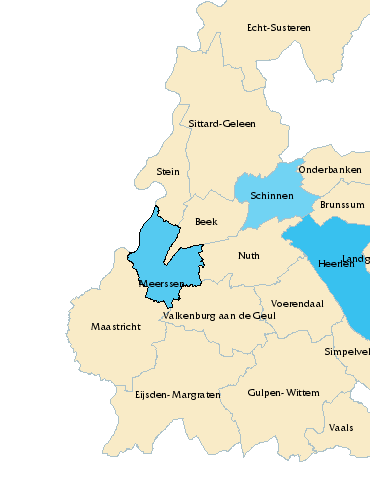 Echt-Susteren
Sittard-Geleen
Stein
Onderbanken
Schinnen
Brunssum
Beek
Nuth
Landg
Heerlen
Meerssen
Voerendaal
Valkenburg aan de Geul
Maastricht
Simpelvel
Eijsden-Margraten
Gulpen-Wittem
Vaals